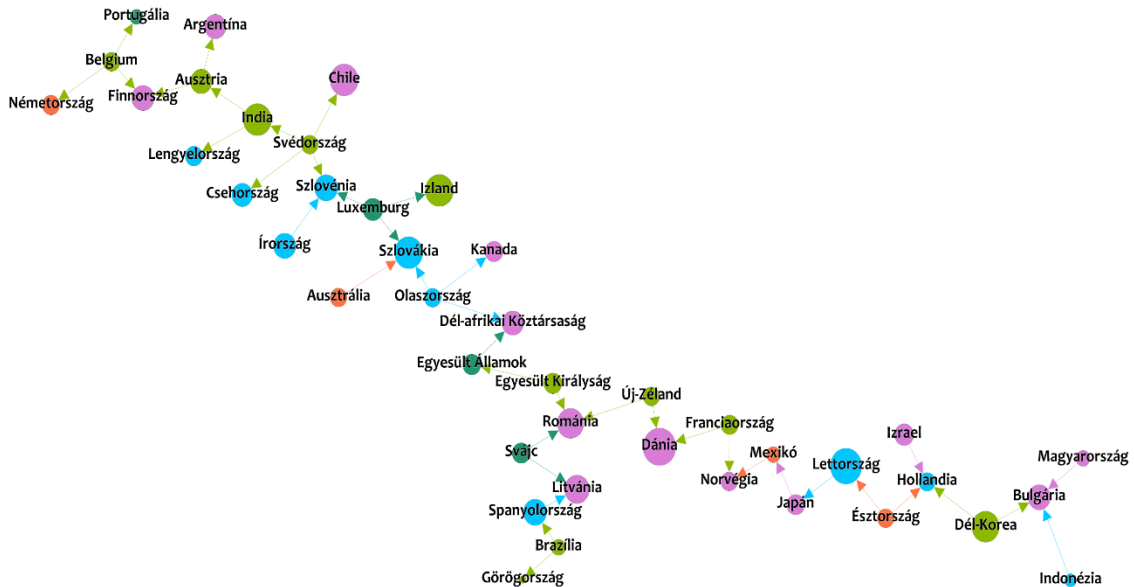 Portugália
Argentína
Belgium
Ausztria
Chile
Németország
Finnország
India
Lengyelország
Svédország
Csehország
Szlovénia
Izland
Luxemburg
Írország
Szlovákia
Kanada
Ausztrália
Olaszország
Dél-afrikai Köztársaság
Egyesült Államok
Egyesült Királyság
Új-Zéland
Románia
Franciaország
Dánia
Izrael
Svájc
Mexikó
Lettország
Magyarország
Norvégia
Hollandia
Litvánia
Bulgária
Spanyolország
Japán
Észtország
Dél-Korea
Brazília
Görögország
Indonézia